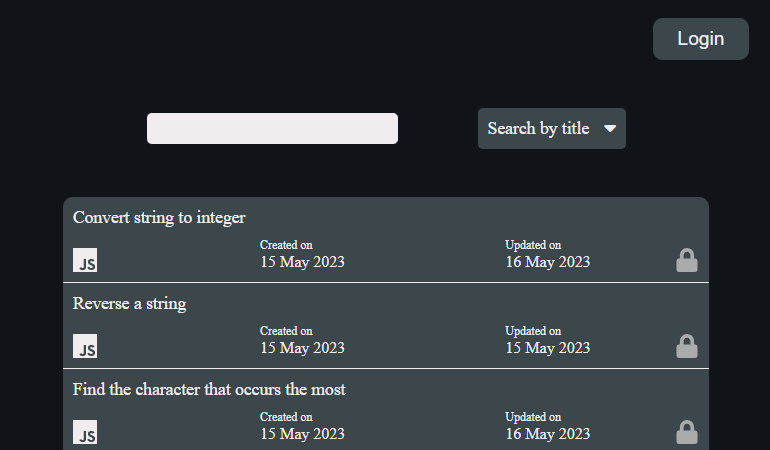 Login
Search by title
Convert string to integer
Created on
Updated on
JS
15 May 2023
16 May 2023
Reverse a string
Created on
Updated on
JS
15 May 2023
15 May 2023
Find the character that occurs the most
Created on
Updated on
JS
15 May 2023
16 May 2023